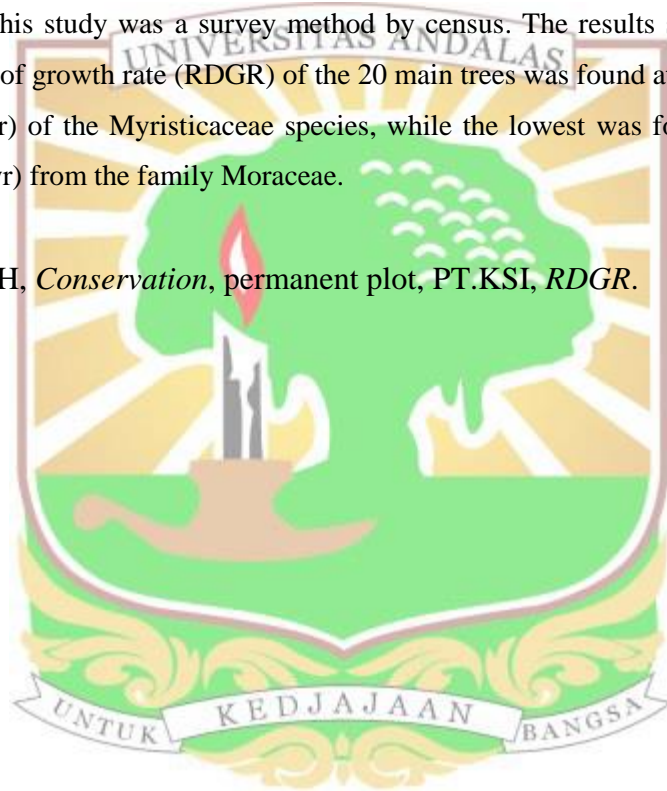 his study was a survey method by census. The results
UNIVERSITAS ANDALAS
of growth rate (RDGR) of the 20 main trees was found a
r) of the Myristicaceae species, while the lowest was fo
yr) from the family Moraceae.
H, Conservation, permanent plot, PT.KSI, RDGR.
UNTUK KEDJAJAAN BANGSA